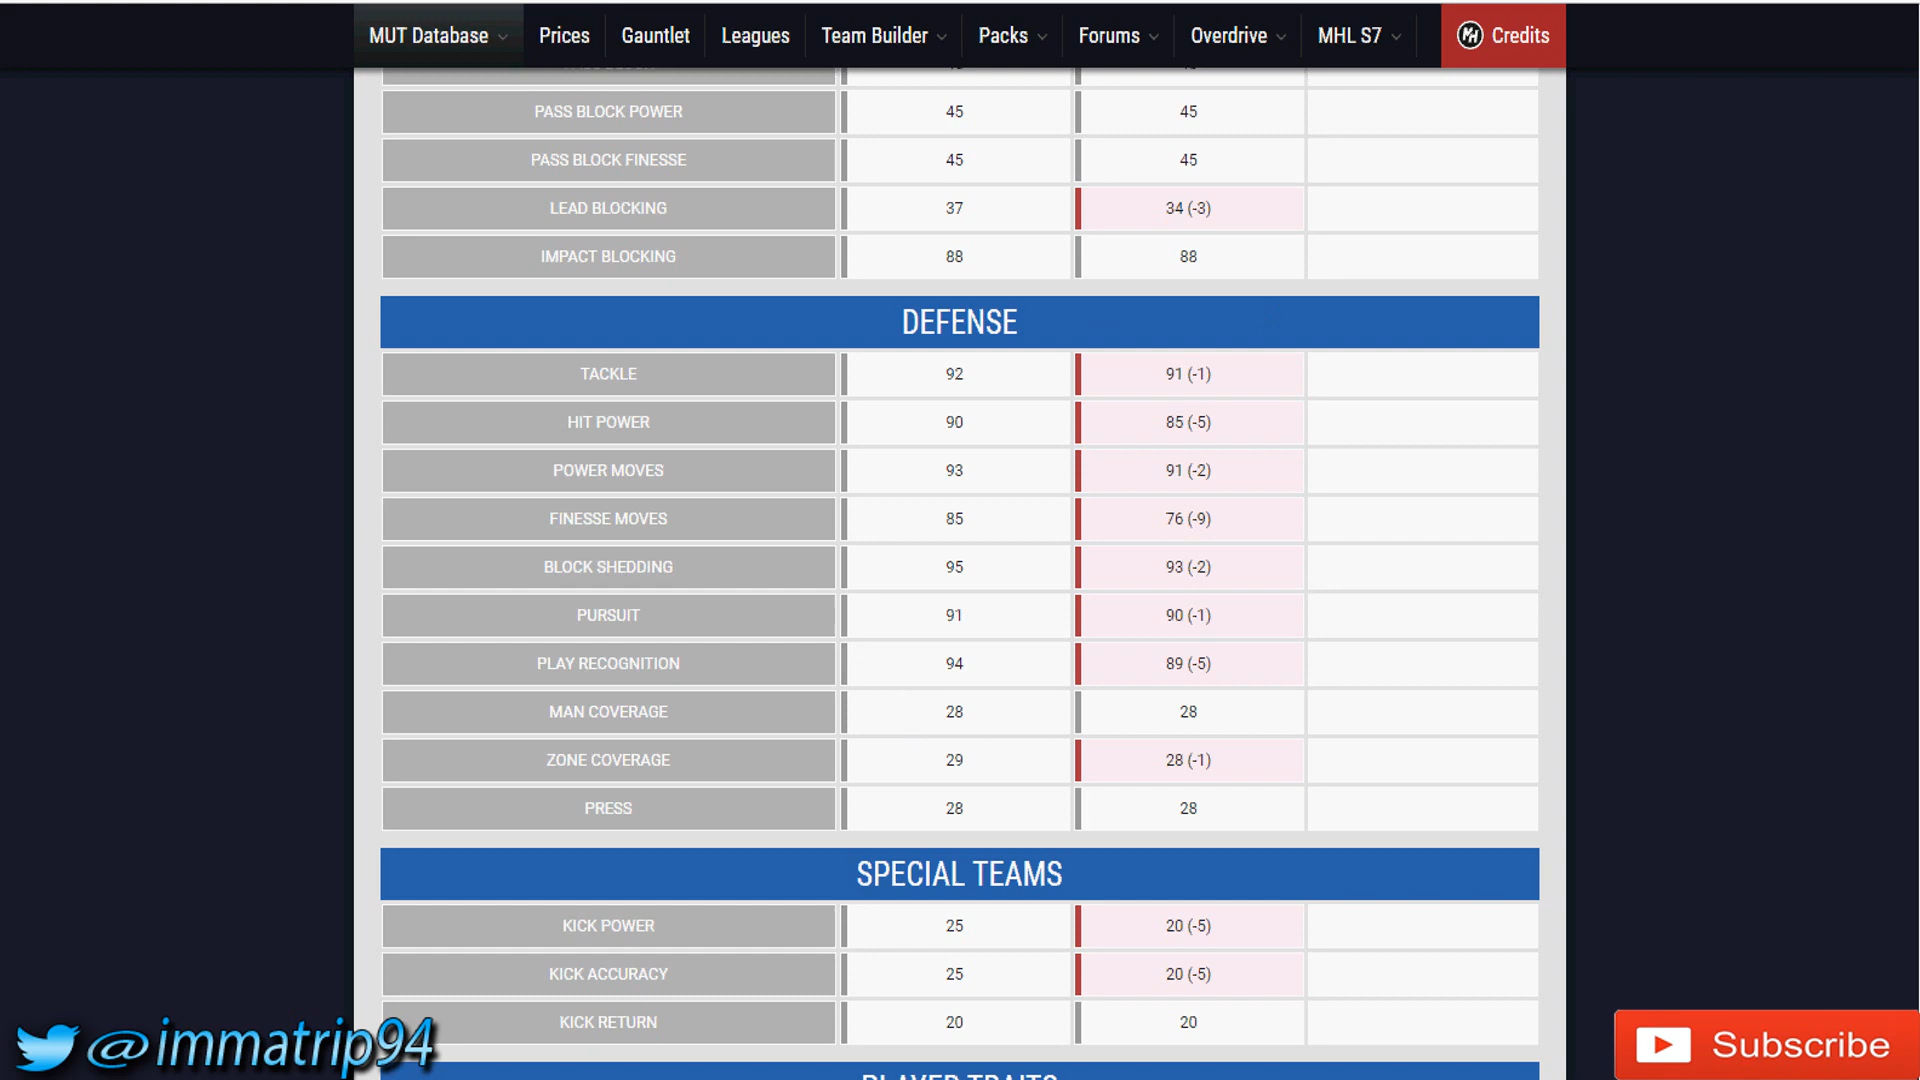 MUT Database Prices Gauntlet Leagues Team Builder Packs Forums Overdrive MHL S7 Credits
PASS BLOCK POWER 45 45
PASS BLOCK FINESSE 45 45
LEAD BLOCKING 37 34 (-3)
IMPACT BLOCKING 88 88
DEFENSE
TACKLE 92 91 (-1)
HIT POWER 90 85 (-5)
POWER MOVES 93 91 (-2)
FINESSE MOVES 85 76 (-9)
BLOCK SHEDDING 95 93 (-2)
PURSUIT 91 90 (-1)
PLAY RECOGNITION 94 89 (-5)
MAN COVERAGE 28 28
ZONE COVERAGE 29 28 (-1)
PRESS 28 28
SPECIAL TEAMS
KICK POWER 25 20 (-5)
KICK ACCURACY 25 20 (-5)
KICK RETURN 20 20
@immatrip94
Subscribe
PLAYER TRAITS